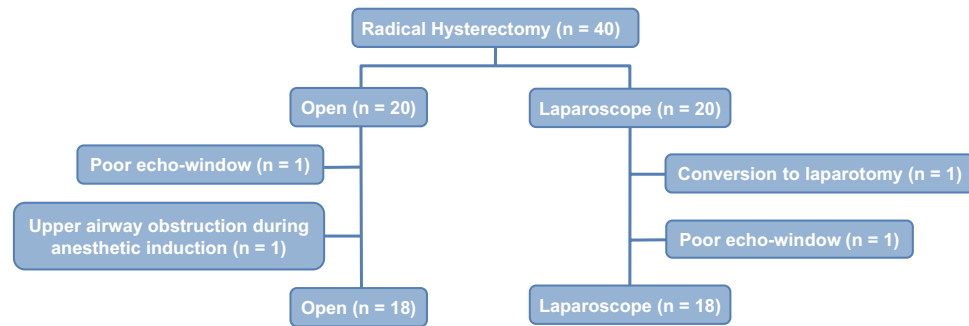 Radical Hysterectomy (n = 40)
Open (n = 20)
Laparoscope (n = 20)
Poor echo-window (n = 1)
Conversion to laparotomy (n = 1)
Upper airway obstruction during
anesthetic induction (n = 1)
Poor echo-window (n = 1)
Open (n = 18)
Laparoscope (n = 18)